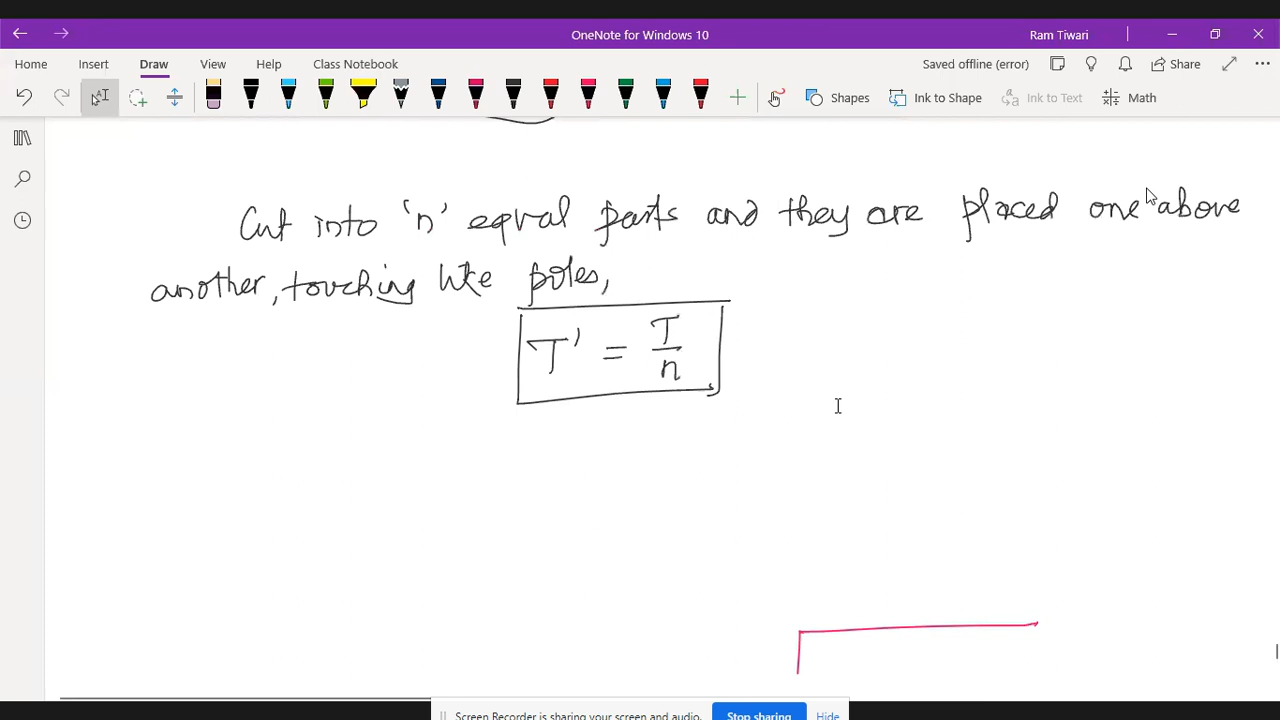 OneNote for Windows 10
Ram Tiwari
Home Insert Draw View Help Class Notebook
Saved offline (error)
Share
Shapes
Ink to Shape
Ink to Text
Math
Cut into 'n' equal parts and they are placed one above
another, touching like poles,
T' = T/n
Screen Recorder is sharing your screen and audio.
Stop sharing
Hide